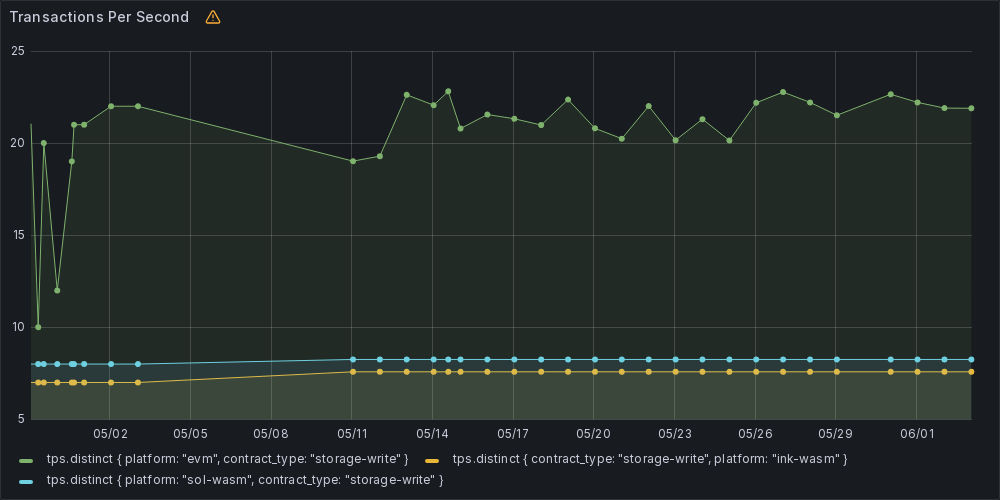 Transactions Per Second
25
20
15
10
5
05/02 05/05 05/08 05/11 05/14 05/17 05/20 05/23 05/26 05/29 06/01
tps.distinct { platform: "evm", contract_type: "storage-write" } tps.distinct { contract_type: "storage-write", platform: "ink-wasm" }
tps.distinct { platform: "sol-wasm", contract_type: "storage-write" }